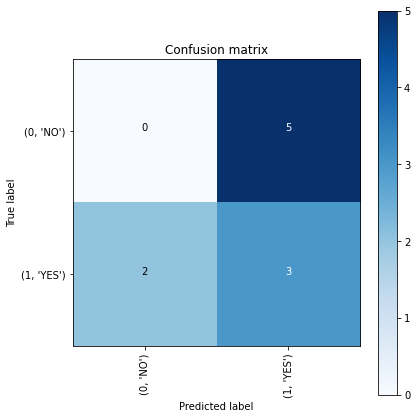 Confusion matrix
True label
(0, 'NO')
(1, 'YES')
0
5
2
3
(0, 'NO')
(1, 'YES')
Predicted label
5
4
3
2
1
0